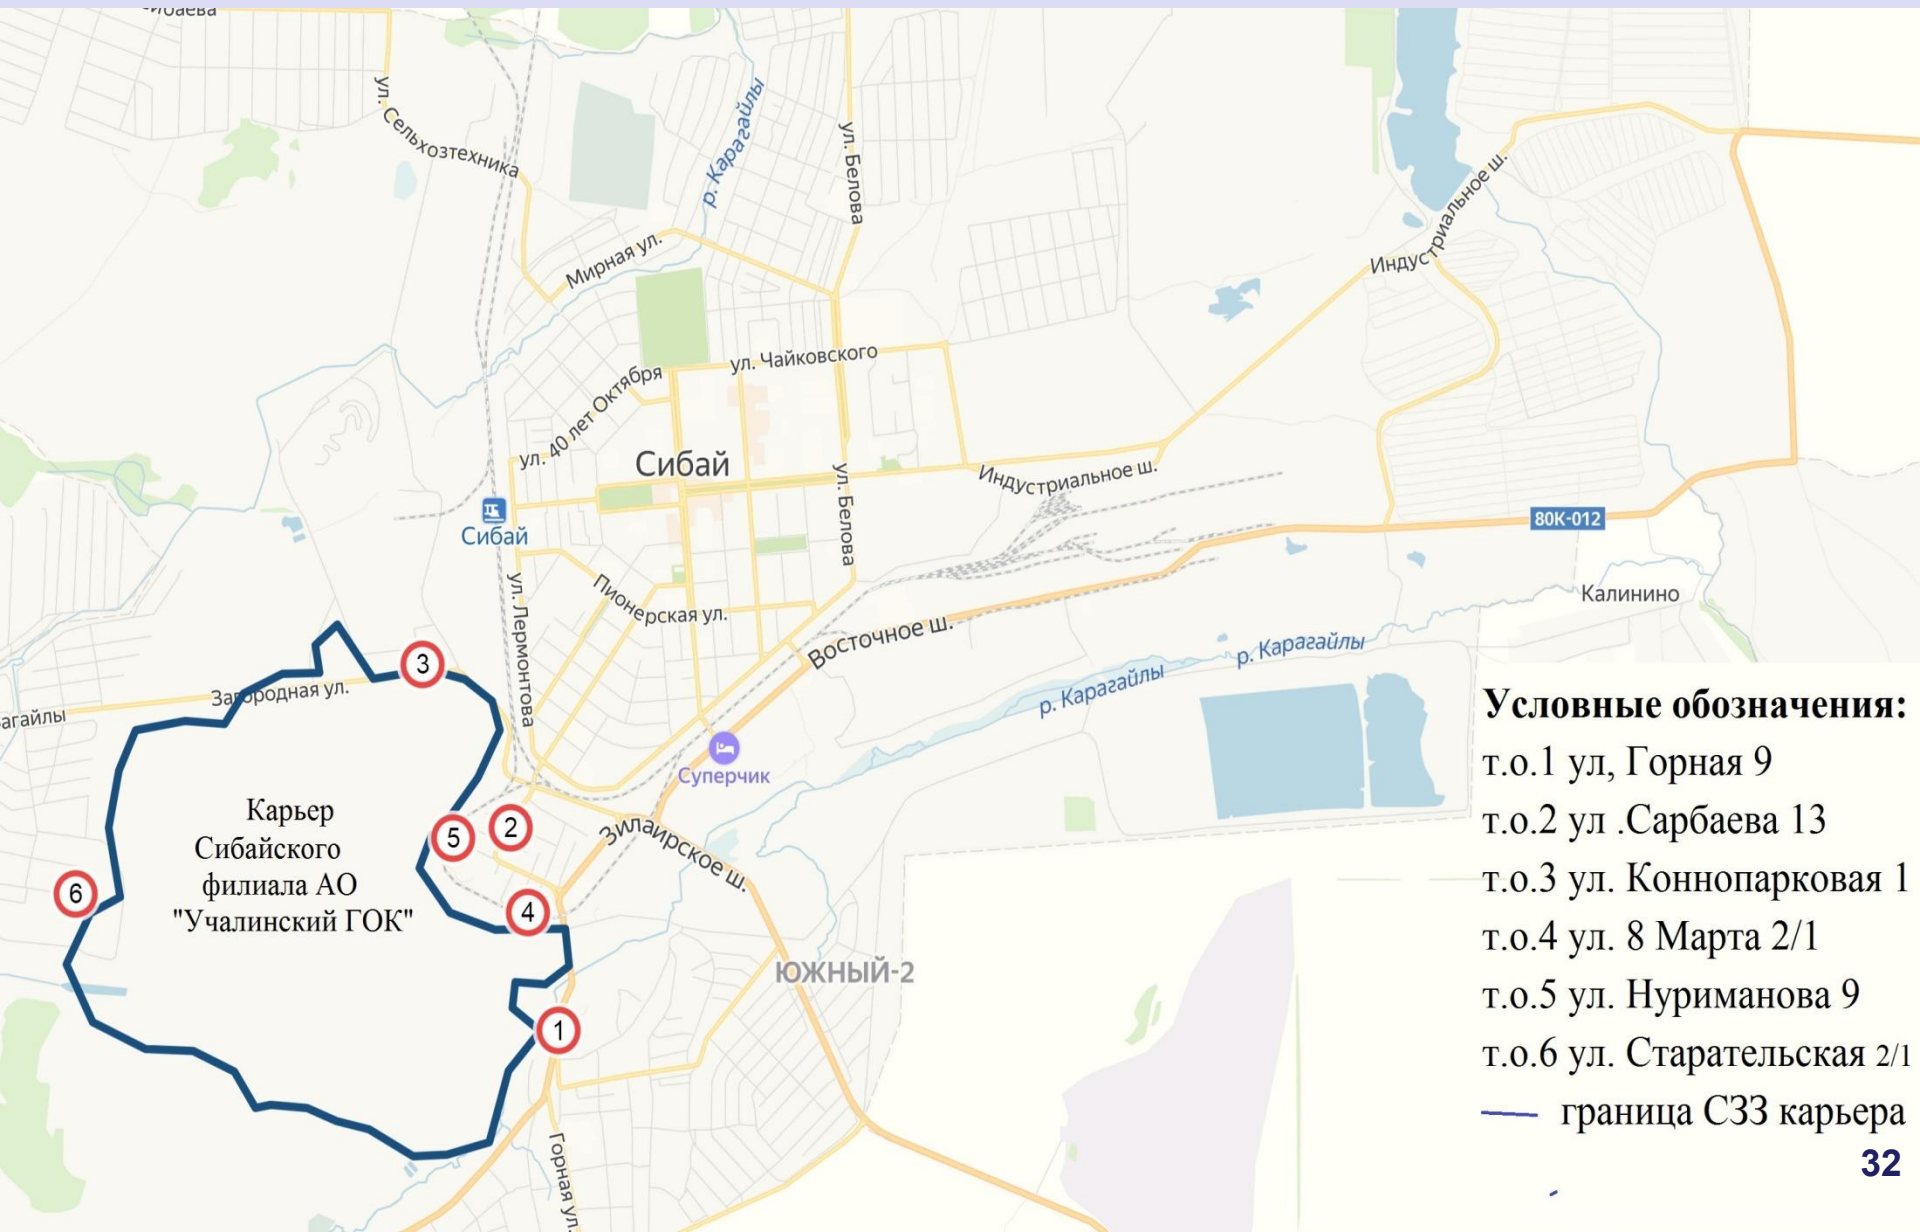 ул. Сельхозтехника
р. Карагайлы
ул. Белова
Мирная ул.
Индустриальное ш.
ул. Чайковского
ул. 40 лет Октября
Сибай
Индустриальное ш.
ул. Белова
Сибай
80К-012
ул. Лермонтова
Пионерская ул.
Калинино
Восточное ш.
р. Карагайлы
р. Карагайлы
3
Загородная ул.
агайлы
Суперчик
Карьер
Сибайского
филиала АО
"Учалинский ГОК"
5
2
Зилаирское ш.
6
4
ЮЖНЫЙ-2
1
Горная ул.
Условные обозначения:
т.о.1 ул, Горная 9
т.о.2 ул .Сарбаева 13
т.о.3 ул. Коннопарковая 1
т.о.4 ул. 8 Марта 2/1
т.о.5 ул. Нуриманова 9
т.о.6 ул. Старательская 2/1
граница СЗЗ карьера
32